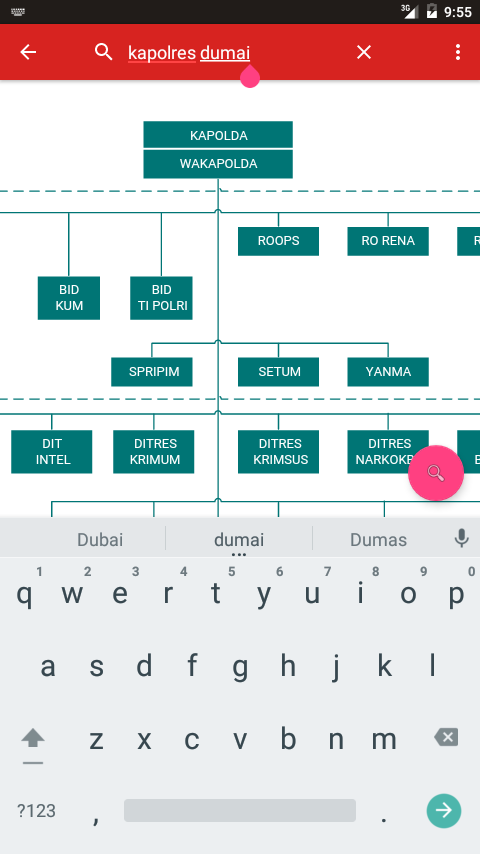 3G 9:55
kapolres dumai
KAPOLDA
WAKAPOLDA
ROOPS
RO RENA
R
BID
KUM
BID
TI POLRI
SPRIPIM
SETUM
YANMA
DIT
INTEL
DITRES
KRIMUM
DITRES
KRIMSUS
DITRES
Dubai
dumai
Dumas
1 2 3 4 5 6 7 8 9 0
q w e r t y u i o p
a s d f g h j k l
z x c v b n m
?123 , .